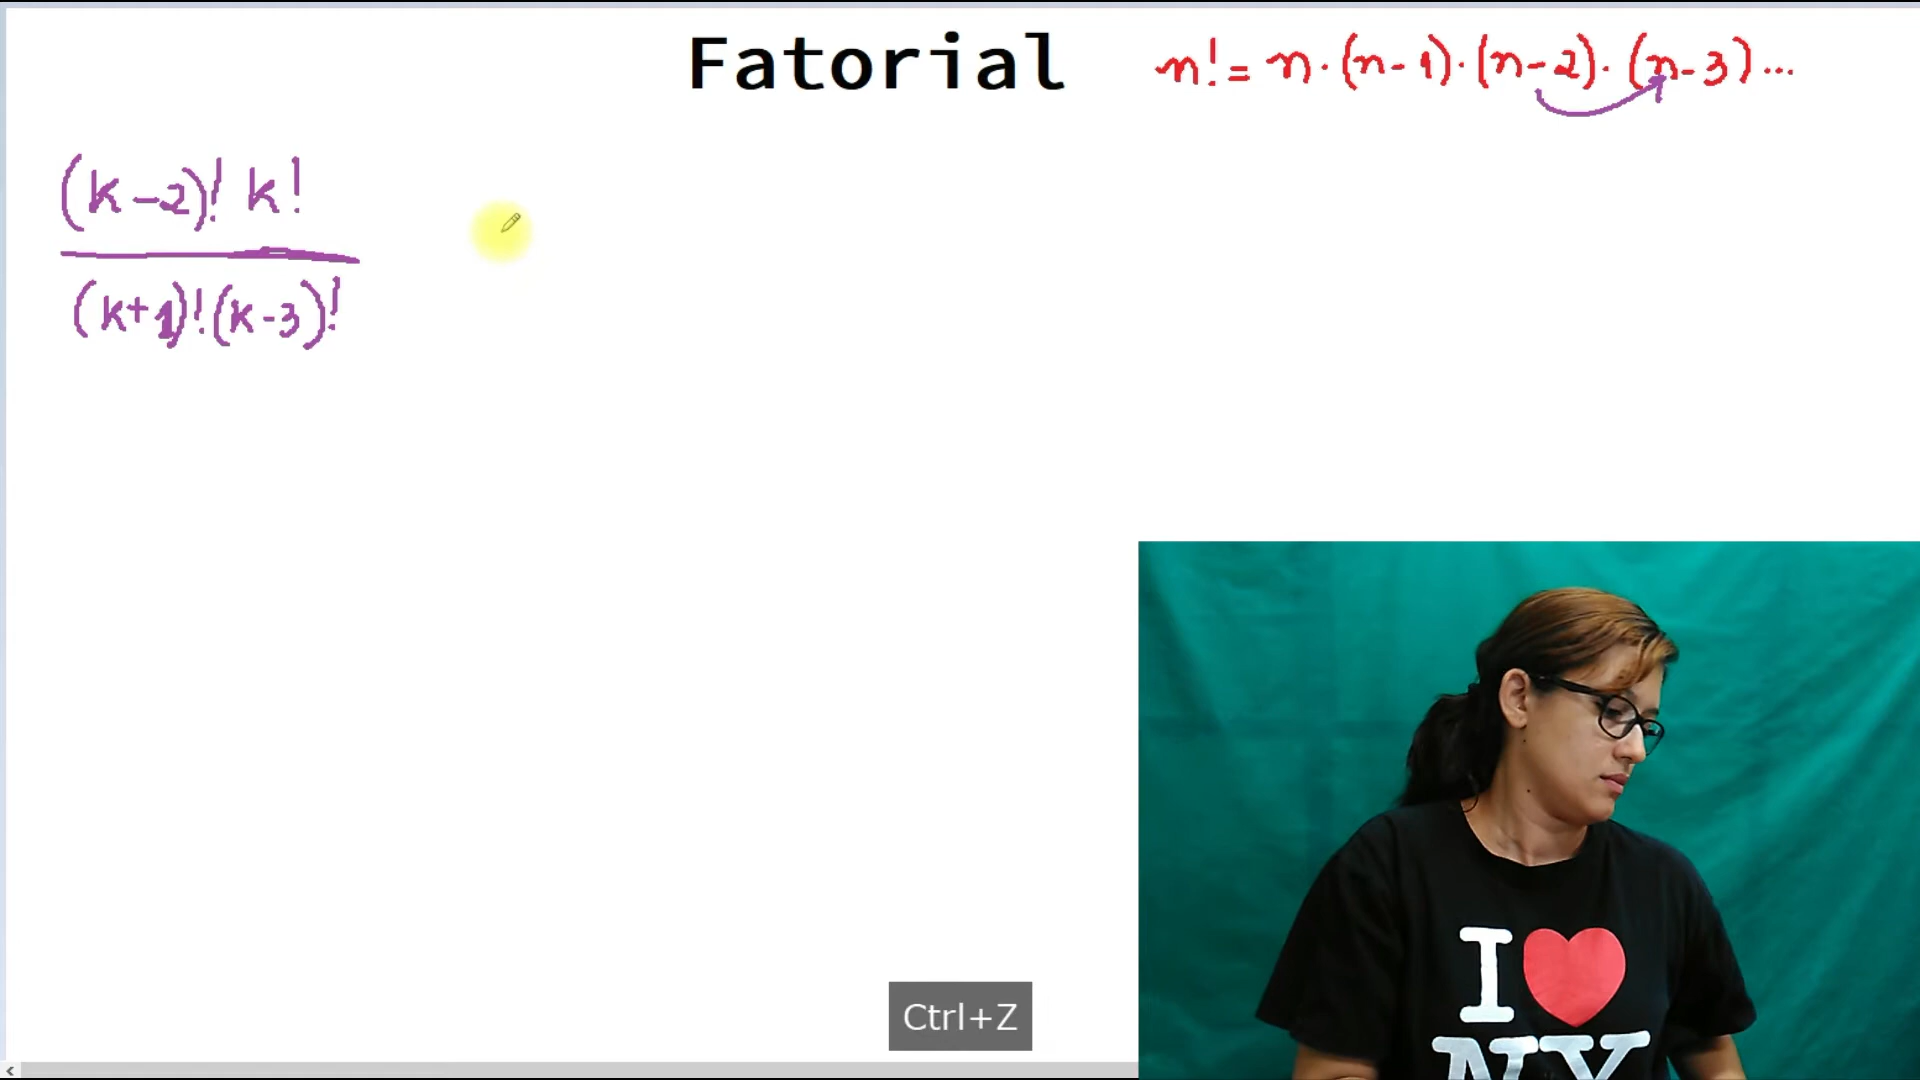 Fatorial
n! = n · (n-1) · (n-2) · (n-3) ...
(k-2)! k!
(k+1)! (k-3)!
I
NY
Ctrl+Z